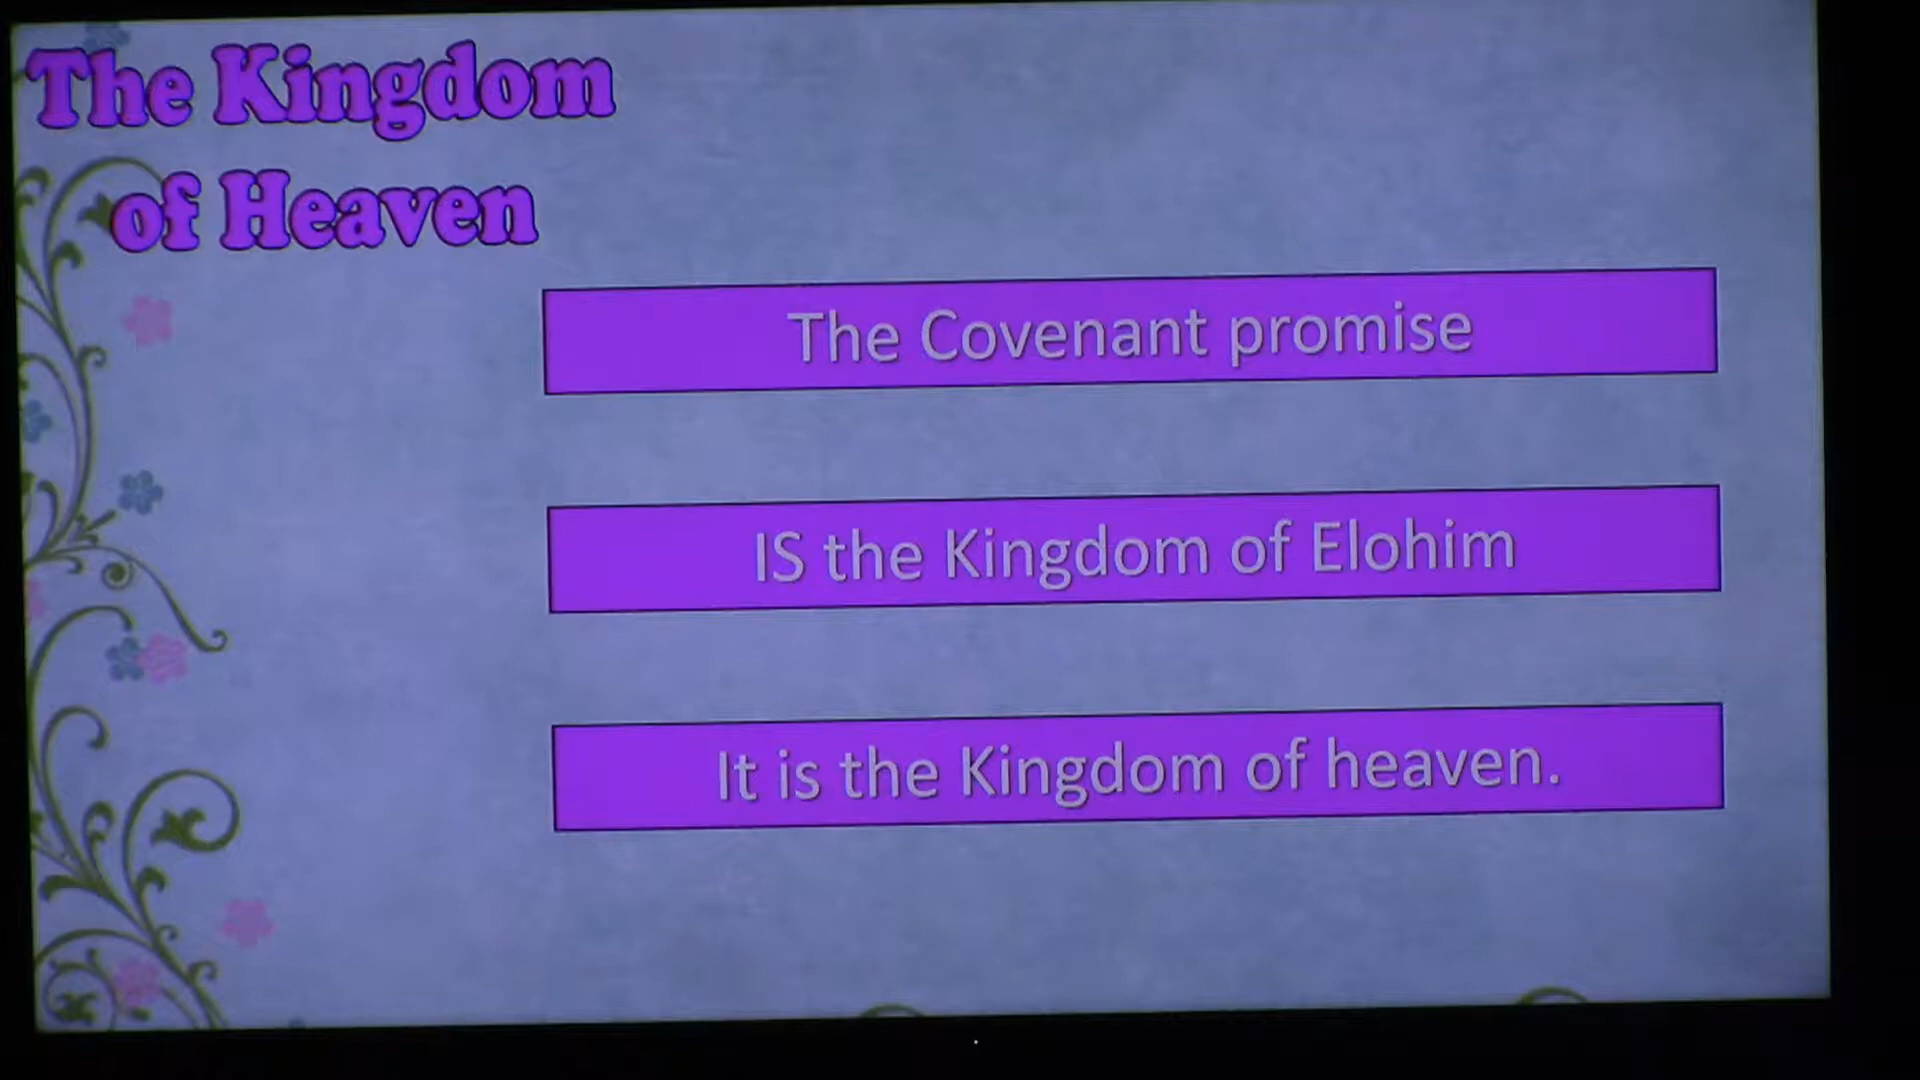 The Kingdom
of Heaven
The Covenant promise
IS the Kingdom of Elohim
It is the Kingdom of heaven.